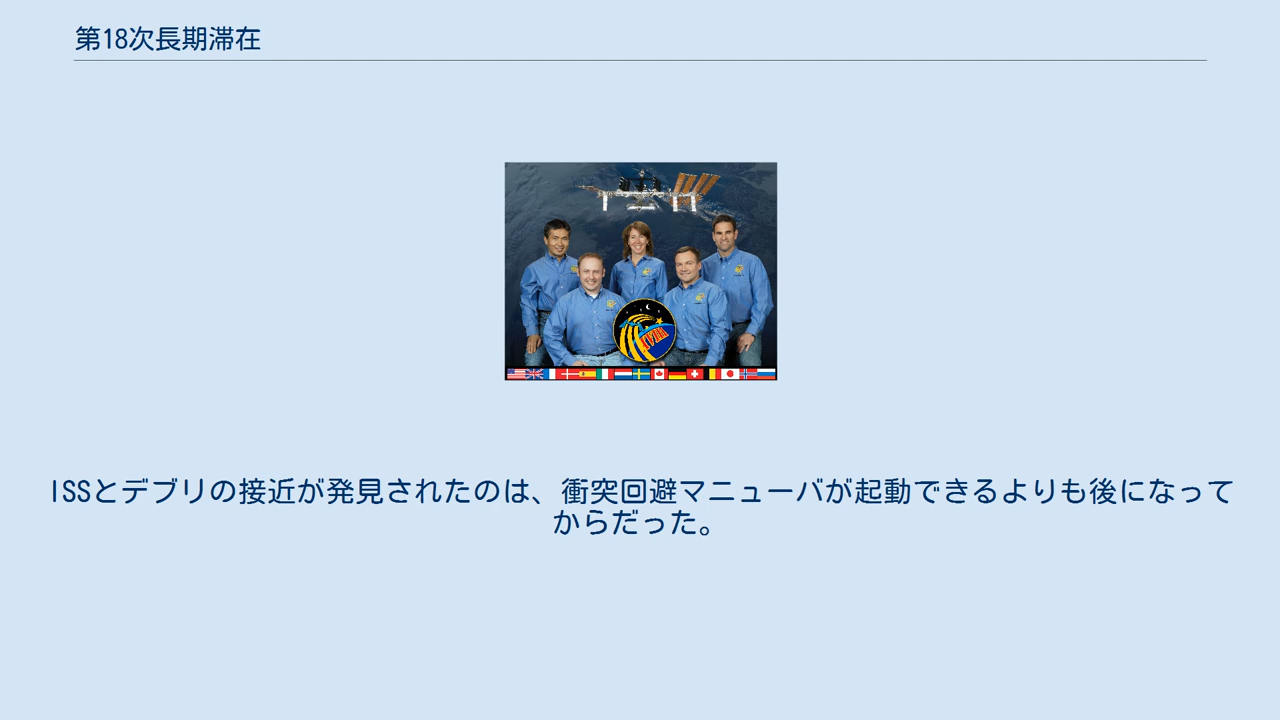 第18次長期滞在
XVIII
ISSとデブリの接近が発見されたのは、衝突回避マニューバが起動できるよりも後になって
からだった。